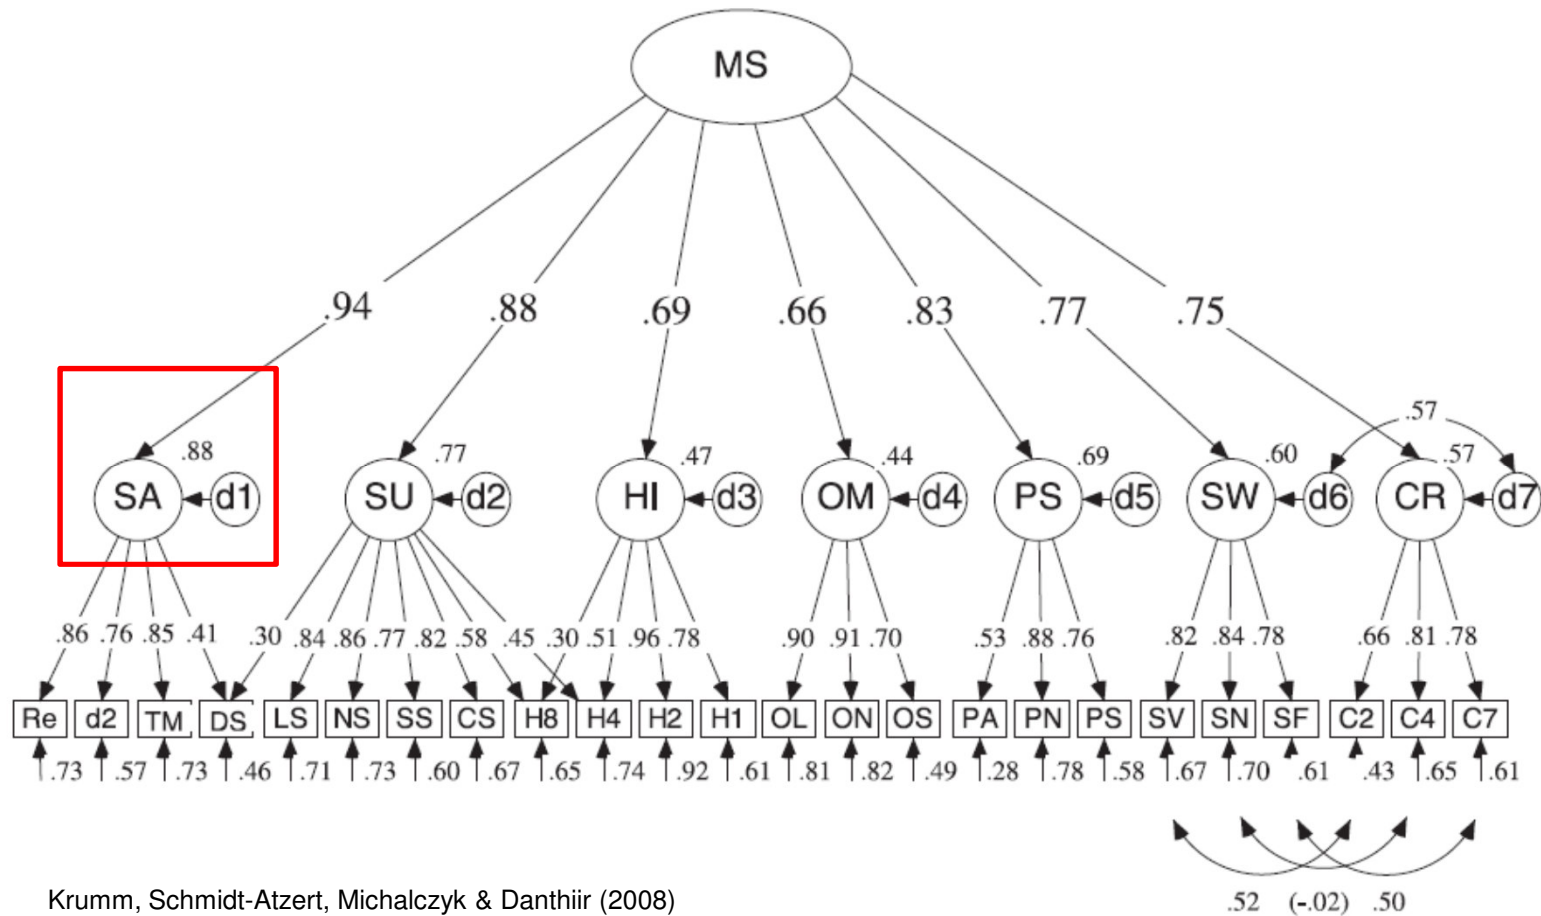 MS
.94 .88 .69 .66 .83 .77 .75
.57
.88 .77 .47 .44 .69 .60 .57
SA d1 SU d2 HI d3 OM d4 PS d5 SW d6 CR d7
.86 .76 .85 .41 .30 .84 .86 .77 .82 .58 .45 .30 .51 .96 .78 .90 .91 .70 .53 .88 .76 .82 .84 .78 .66 .81 .78
Re d2 TM DS LS NS SS CS H8 H4 H2 H1 OL ON OS PA PN PS SV SN SF C2 C4 C7
.73 .57 .73 .46 .71 .73 .60 .67 .65 .74 .92 .61 .81 .82 .49 .28 .78 .58 .67 .70 .61 .43 .65 .61
Krumm, Schmidt-Atzert, Michalczyk & Danthiir (2008)
.52 (-.02) .50